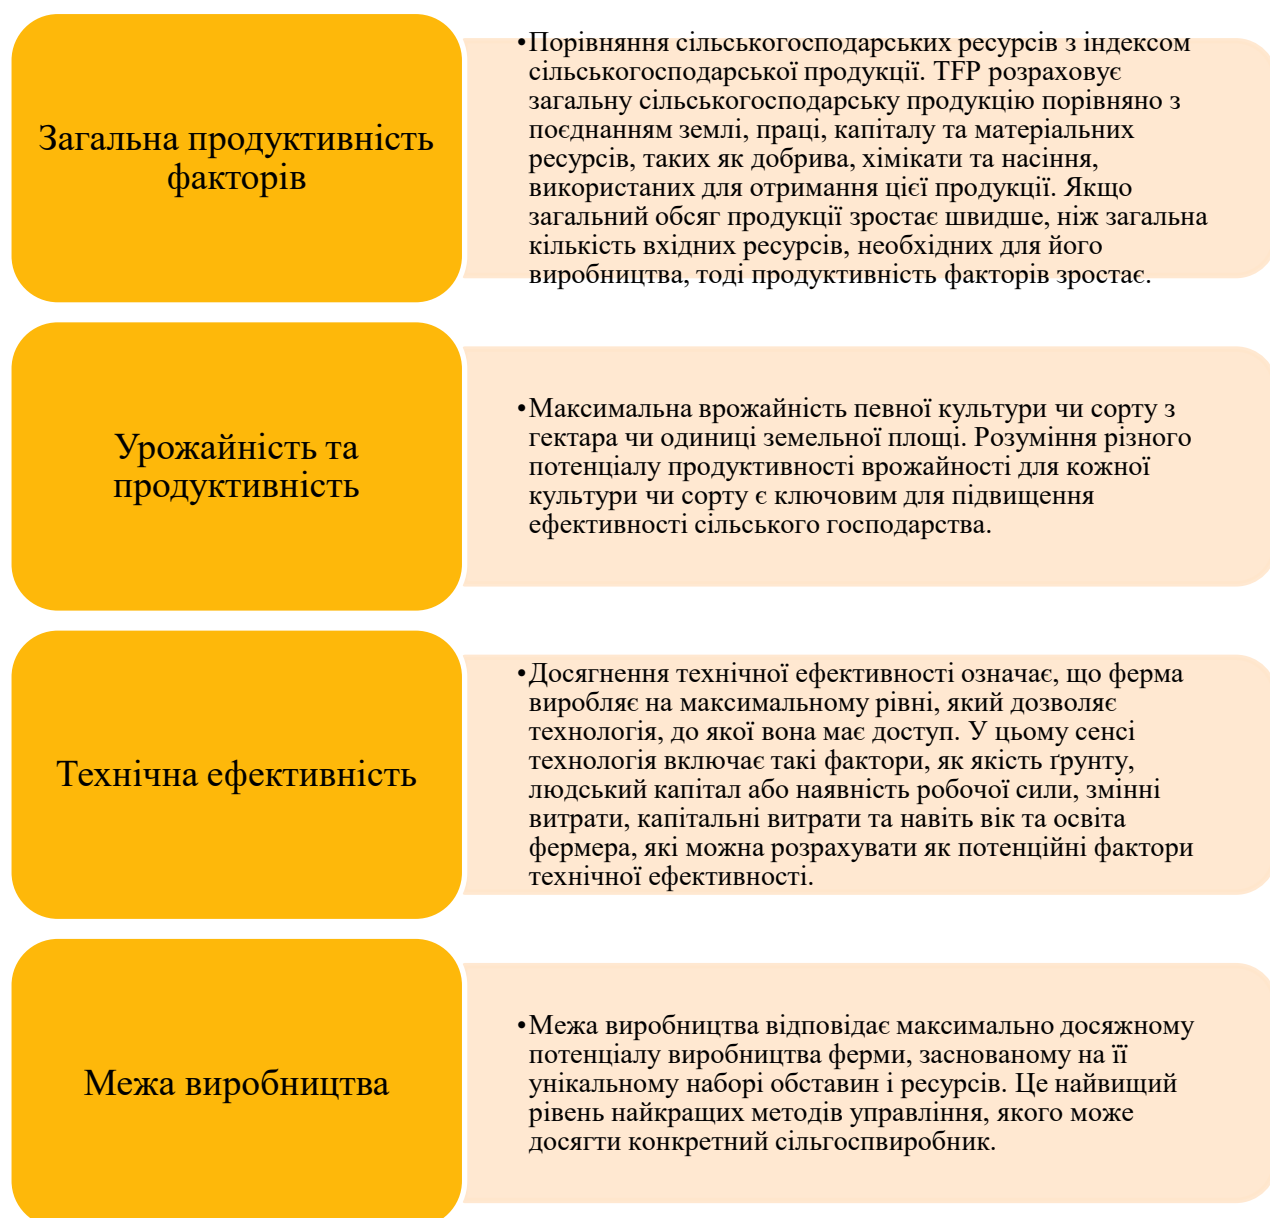 Загальна продуктивність
факторів
•Порівняння сільськогосподарських ресурсів з індексом
сільськогосподарської продукції. TFP розраховує
загальну сільськогосподарську продукцію порівняно з
поєднанням землі, праці, капіталу та матеріальних
ресурсів, таких як добрива, хімікати та насіння,
використаних для отримання цієї продукції. Якщо
загальний обсяг продукції зростає швидше, ніж загальна
кількість вхідних ресурсів, необхідних для його
виробництва, тоді продуктивність факторів зростає.
Урожайність та
продуктивність
•Максимальна врожайність певної культури чи сорту з
гектара чи одиниці земельної площі. Розуміння різного
потенціалу продуктивності врожайності для кожної
культури чи сорту є ключовим для підвищення
ефективності сільського господарства.
Технічна ефективність
•Досягнення технічної ефективності означає, що ферма
виробляє на максимальному рівні, який дозволяє
технологія, до якої вона має доступ. У цьому сенсі
технологія включає такі фактори, як якість ґрунту,
людський капітал або наявність робочої сили, змінні
витрати, капітальні витрати та навіть вік та освіта
фермера, які можна розрахувати як потенційні фактори
технічної ефективності.
Межа виробництва
•Межа виробництва відповідає максимально досяжному
потенціалу виробництва ферми, заснованому на її
унікальному наборі обставин і ресурсів. Це найвищий
рівень найкращих методів управління, якого може
досягти конкретний сільгоспвиробник.